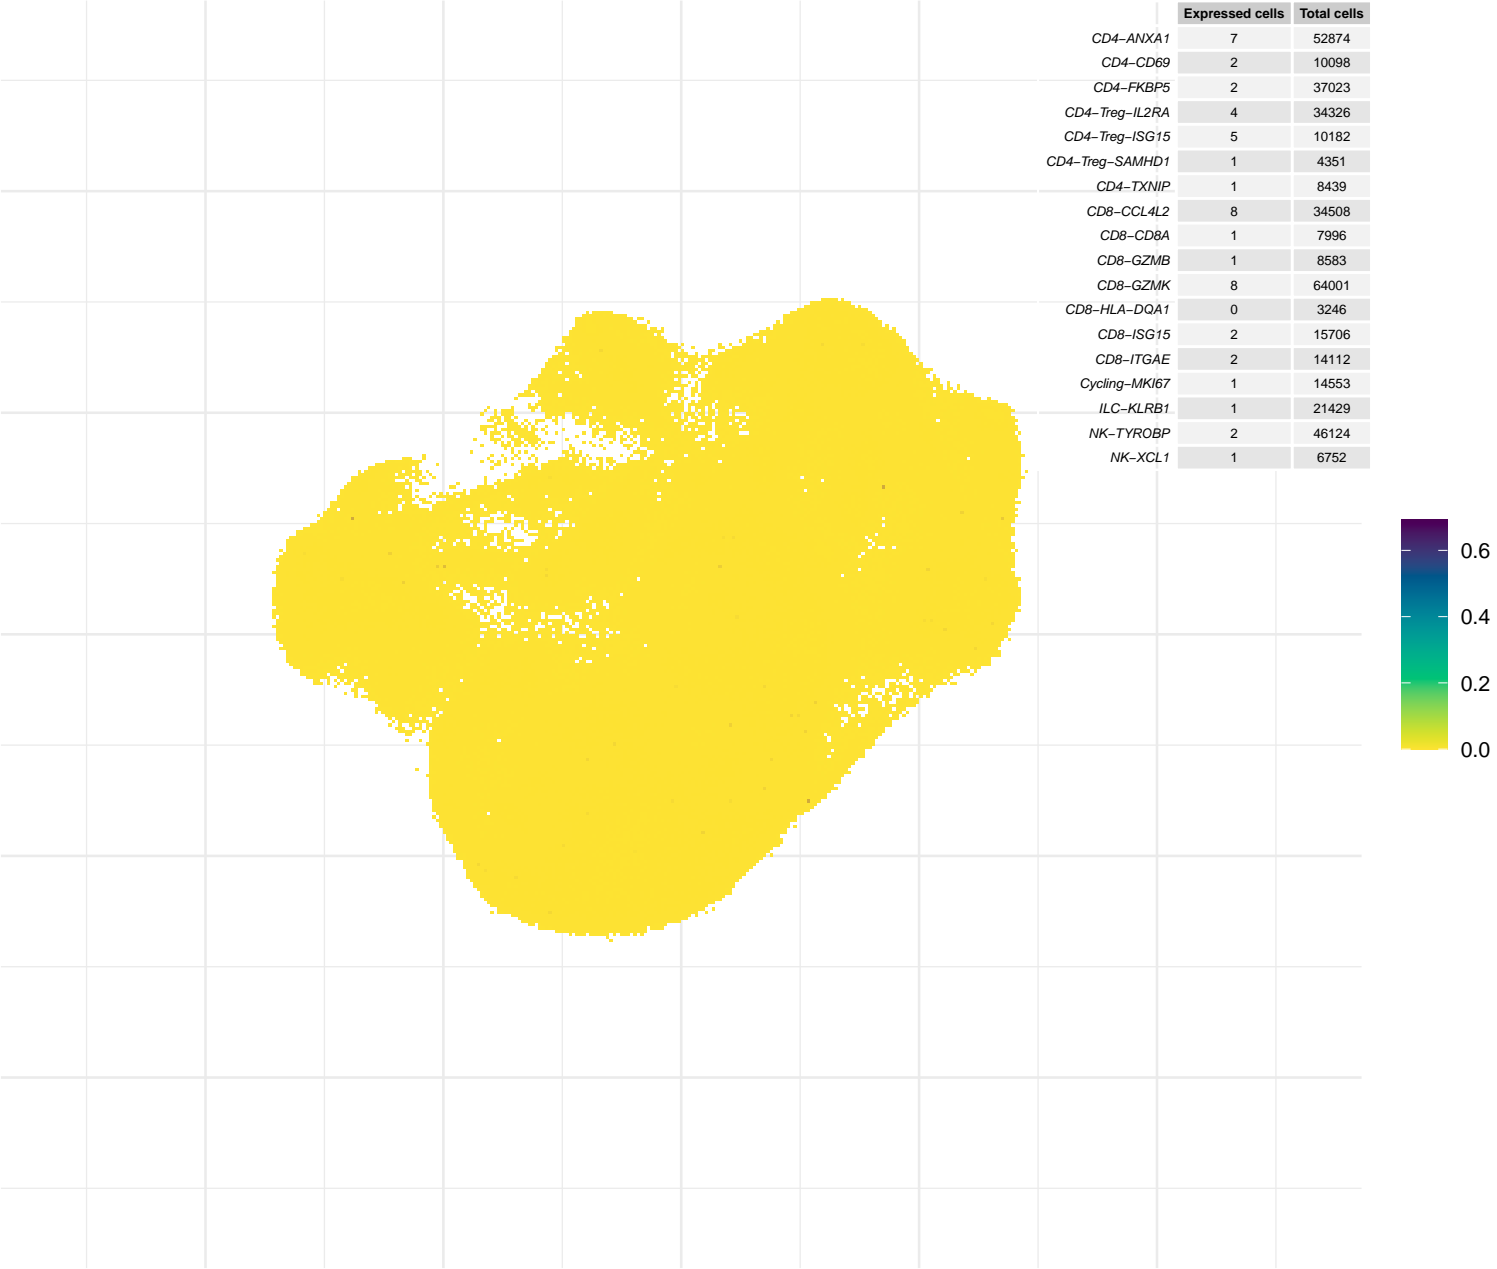 Expressed cells Total cells
CD4−ANXA1 7 52874
CD4−CD69 2 10098
CD4−FKBP5 2 37023
CD4−Treg−IL2RA 4 34326
CD4−Treg−ISG15 5 10182
CD4−Treg−SAMHD1 1 4351
CD4−TXNIP 1 8439
CD8−CCL4L2 8 34508
CD8−CD8A 1 7996
CD8−GZMB 1 8583
CD8−GZMK 8 64001
CD8−HLA−DQA1 0 3246
CD8−ISG15 2 15706
CD8−ITGAE 2 14112
Cycling−MKI67 1 14553
ILC−KLRB1 1 21429
NK−TYROBP 2 46124
NK−XCL1 1 6752
0.6
0.4
0.2
0.0